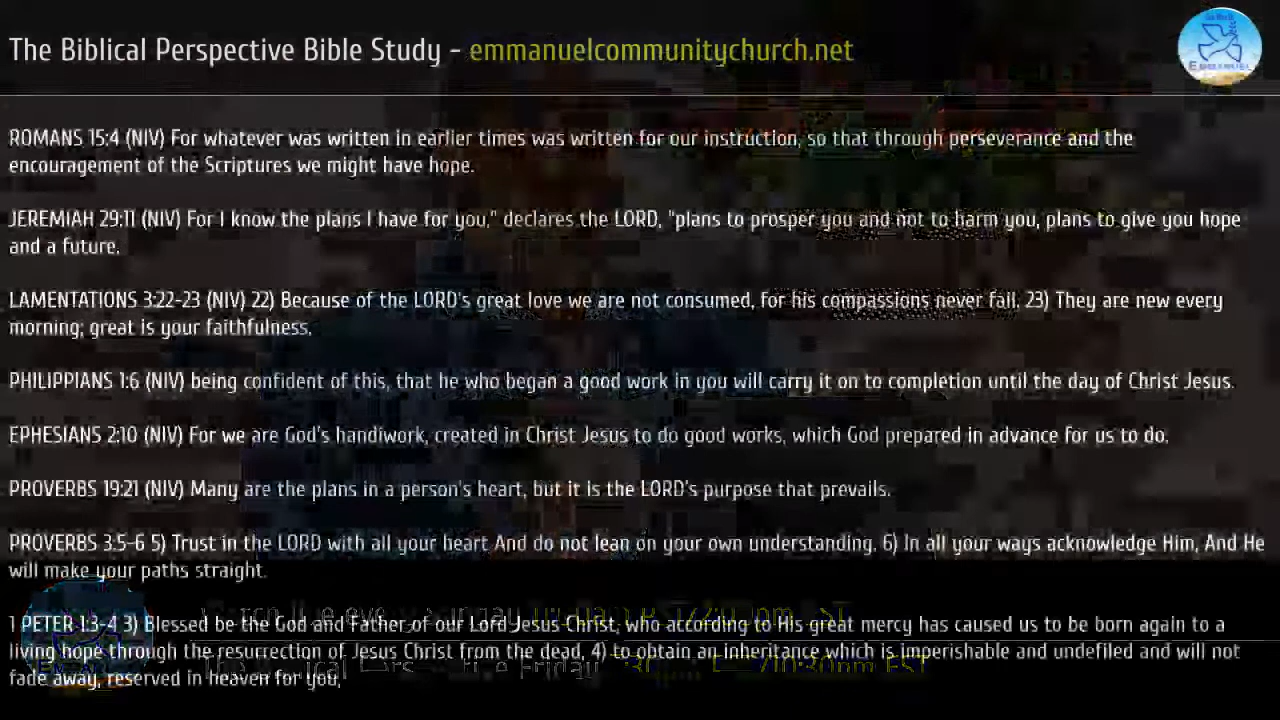 The Biblical Perspective Bible Study - emmanuelcommunitychurch.net
EMMANUEL
ROMANS 15:4 (NIV) For whatever was written in earlier times was written for our instruction, so that through perseverance and the
encouragement of the Scriptures we might have hope.
JEREMIAH 29:11 (NIV) For I know the plans I have for you," declares the LORD, "plans to prosper you and not to harm you, plans to give you hope
and a future.
LAMENTATIONS 3:22-23 (NIV) 22) Because of the LORD's great love we are not consumed, for his compassions never fail. 23) They are new every
morning; great is your faithfulness.
PHILIPPIANS 1:6 (NIV) being confident of this, that he who began a good work in you will carry it on to completion until the day of Christ Jesus.
EPHESIANS 2:10 (NIV) For we are God's handiwork, created in Christ Jesus to do good works, which God prepared in advance for us to do.
PROVERBS 19:21 (NIV) Many are the plans in a person's heart, but it is the LORD's purpose that prevails.
PROVERBS 3:5-6 5) Trust in the LORD with all your heart And do not lean on your own understanding. 6) In all your ways acknowledge Him, And He
will make your paths straight.
1 PETER 1:3-4 3) Blessed be the God and Father of our Lord Jesus Christ, who according to His great mercy has caused us to be born again to a
living hope through the resurrection of Jesus Christ from the dead, 4) to obtain an inheritance which is imperishable and undefiled and will not
fade away, reserved in heaven for you,